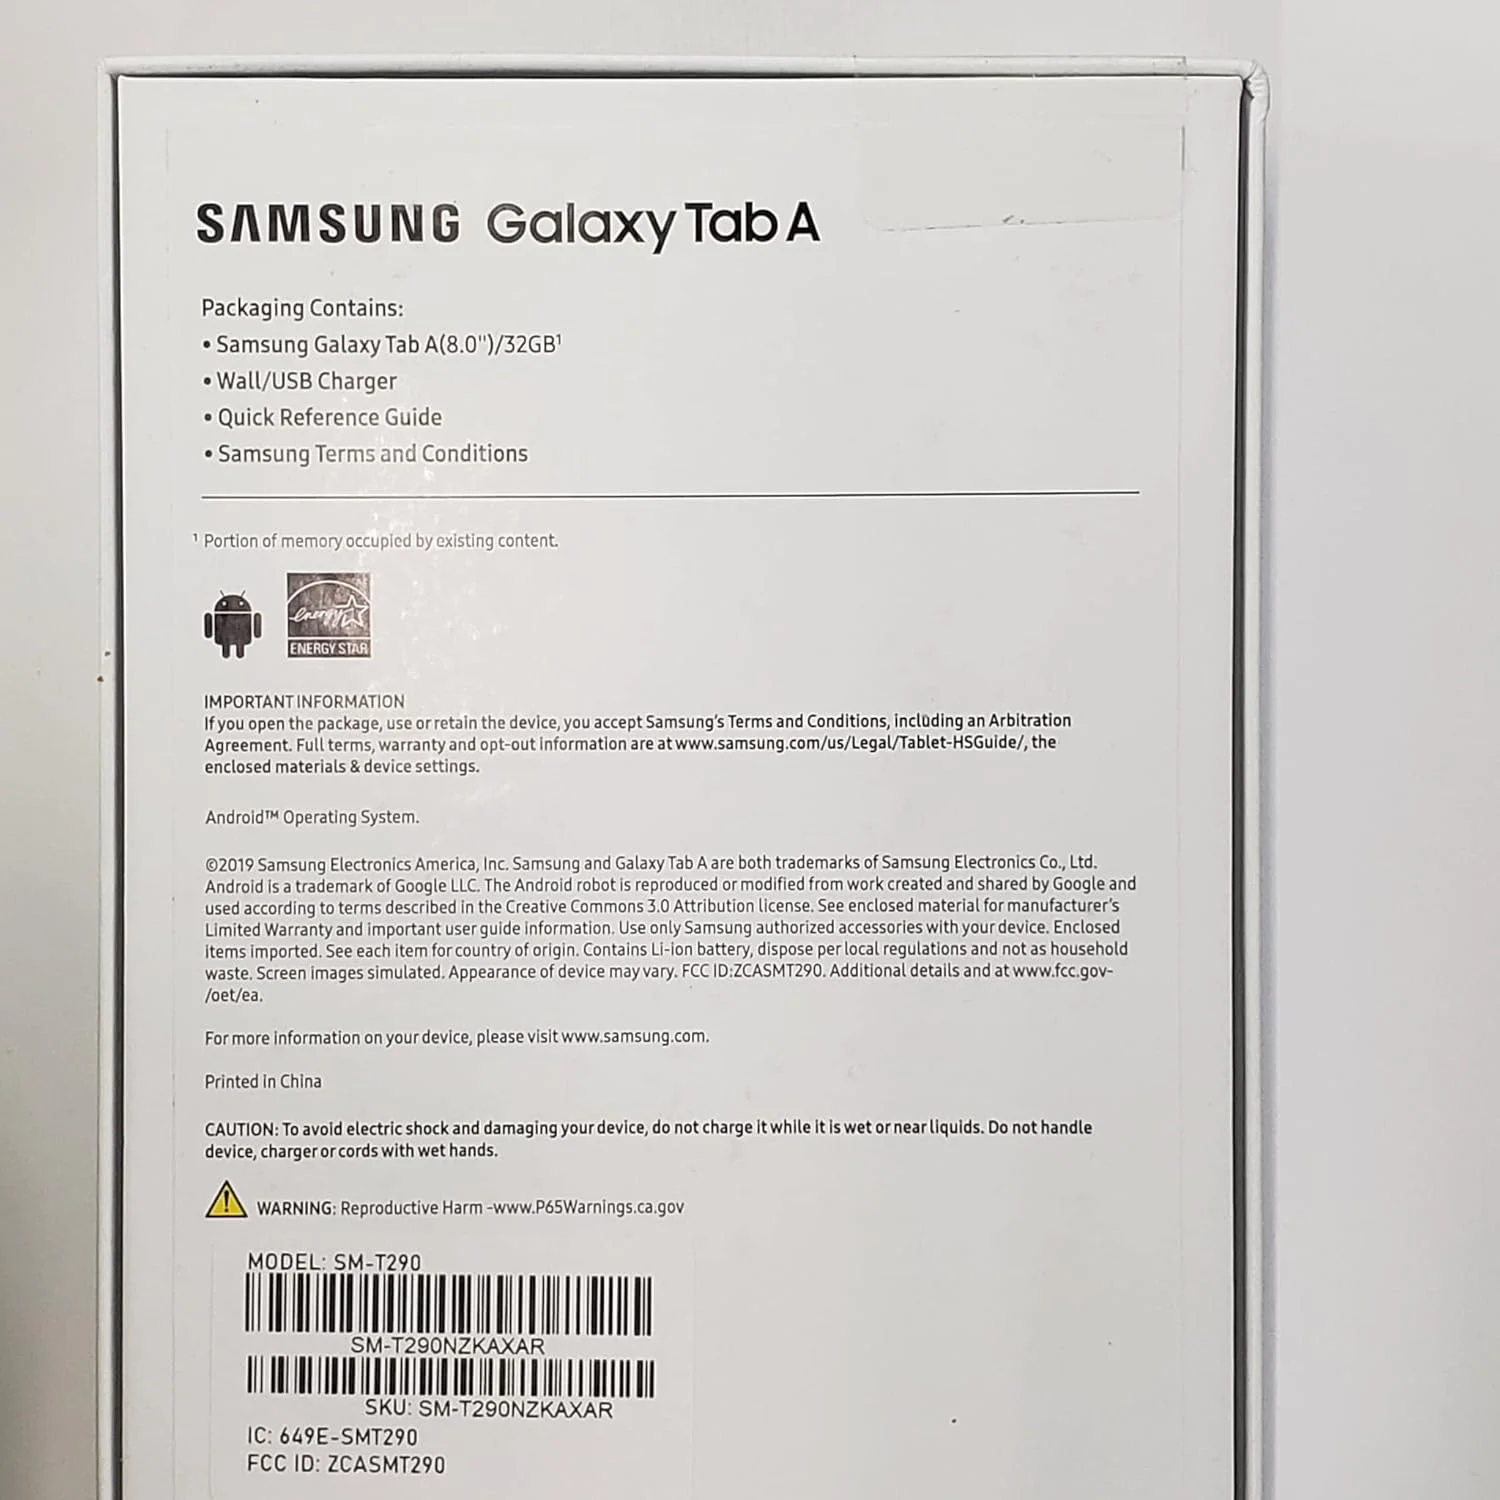 SAMSUNG Galaxy Tab A
Packaging Contains:
• Samsung Galaxy Tab A(8.0")/32GB¹
• Wall/USB Charger
• Quick Reference Guide
• Samsung Terms and Conditions
¹ Portion of memory occupied by existing content.
energy
ENERGY STAR
IMPORTANT INFORMATION
If you open the package, use or retain the device, you accept Samsung's Terms and Conditions, including an Arbitration
Agreement. Full terms, warranty and opt-out information are at www.samsung.com/us/Legal/Tablet-HSGuide/, the
enclosed materials & device settings.
Android™ Operating System.
©2019 Samsung Electronics America, Inc. Samsung and Galaxy Tab A are both trademarks of Samsung Electronics Co., Ltd.
Android is a trademark of Google LLC. The Android robot is reproduced or modified from work created and shared by Google and
used according to terms described in the Creative Commons 3.0 Attribution license. See enclosed material for manufacturer's
Limited Warranty and important user guide information. Use only Samsung authorized accessories with your device. Enclosed
items imported. See each item for country of origin. Contains Li-ion battery, dispose per local regulations and not as household
waste. Screen images simulated. Appearance of device may vary. FCC ID:ZCASMT290. Additional details and at www.fcc.gov-
/oet/ea.
For more information on your device, please visit www.samsung.com.
Printed in China
CAUTION: To avoid electric shock and damaging your device, do not charge it while it is wet or near liquids. Do not handle
device, charger or cords with wet hands.
WARNING: Reproductive Harm -www.P65Warnings.ca.gov
MODEL: SM-T290
SM-T290NZKAXAR
SKU: SM-T290NZKAXAR
IC: 649E-SMT290
FCC ID: ZCASMT290